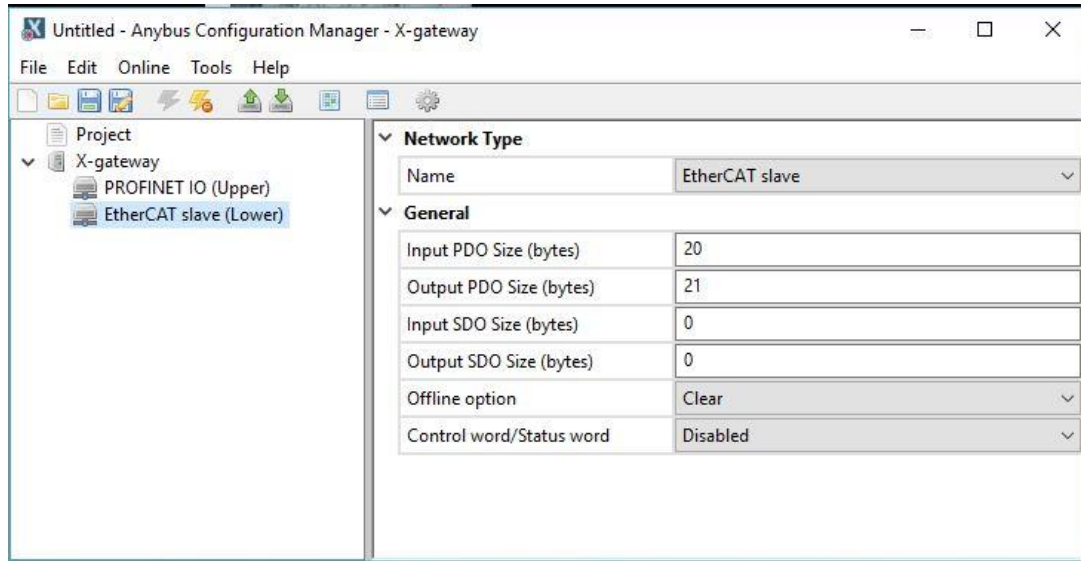 Untitled - Anybus Configuration Manager - X-gateway
File Edit Online Tools Help
Project
X-gateway
PROFINET IO (Upper)
EtherCAT slave (Lower)
Network Type
Name EtherCAT slave
General
Input PDO Size (bytes) 20
Output PDO Size (bytes) 21
Input SDO Size (bytes) 0
Output SDO Size (bytes) 0
Offline option Clear
Control word/Status word Disabled